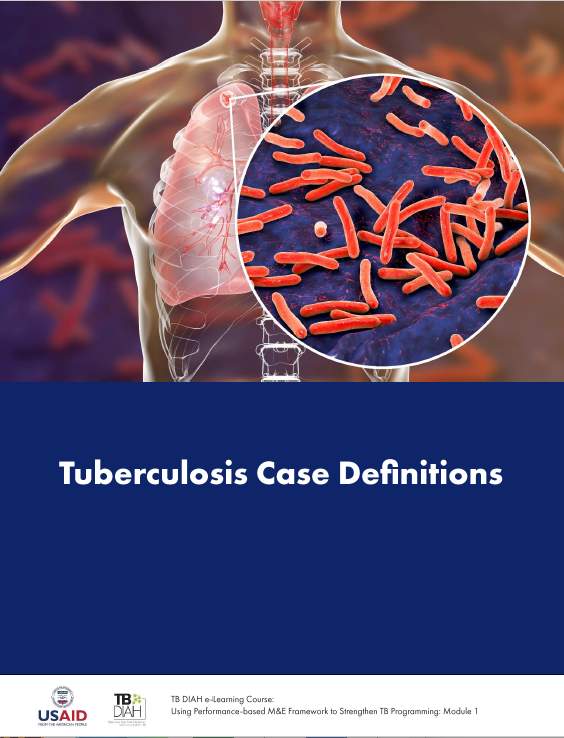 Tuberculosis Case Definitions
USAID
FROM THE AMERICAN PEOPLE
TB
DIAH
TB DIAH e-Learning Course:
Using Performance-based M&E Framework to Strengthen TB Programming: Module 1